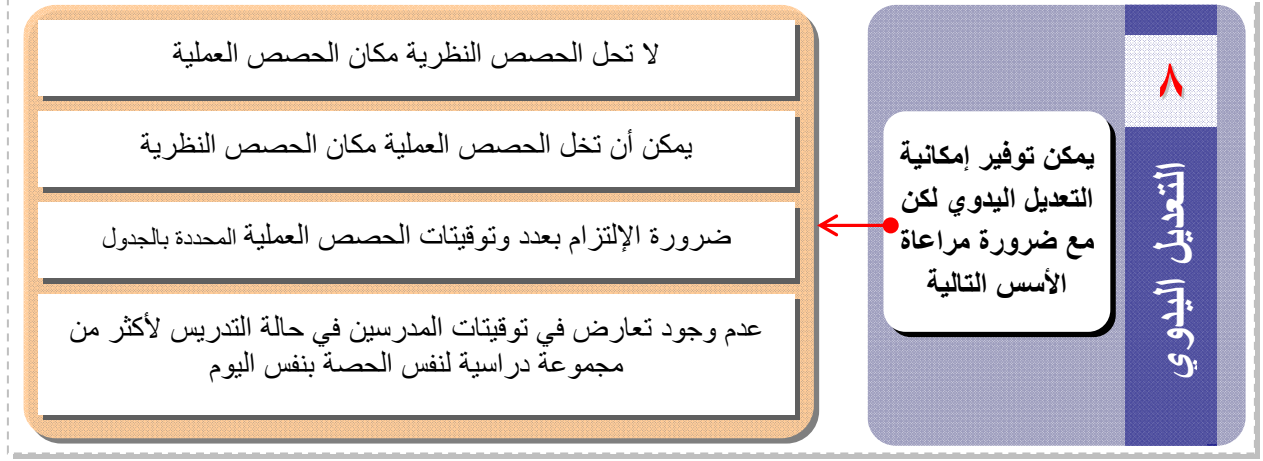 ٨
التعديل اليدوي
يمكن توفير إمكانية
التعديل اليدوي لكن
مع ضرورة مراعاة
الأسس التالية
لا تحل الحصص النظرية مكان الحصص العملية
يمكن أن تخل الحصص العملية مكان الحصص النظرية
ضرورة الإلتزام بعدد وتوقيتات الحصص العملية المحددة بالجدول
عدم وجود تعارض في توقيتات المدرسين في حالة التدريس لأكثر من
مجموعة دراسية لنفس الحصة بنفس اليوم